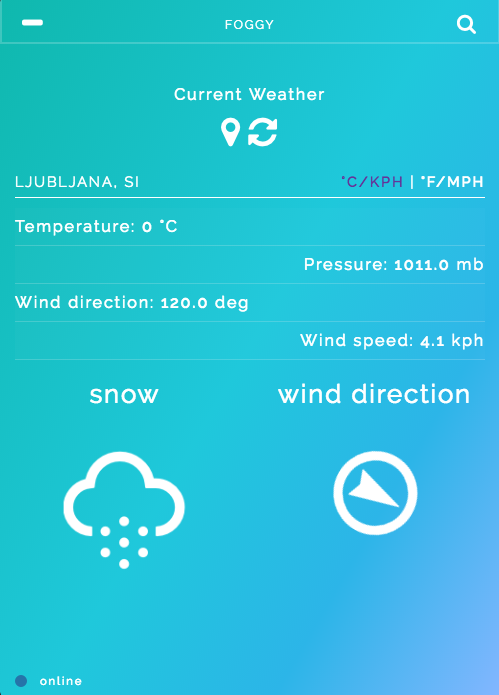 FOGGY
Current Weather
LJUBLJANA, SI
°C/KPH | °F/MPH
Temperature: 0 °C
Pressure: 1011.0 mb
Wind direction: 120.0 deg
Wind speed: 4.1 kph
snow
wind direction
online